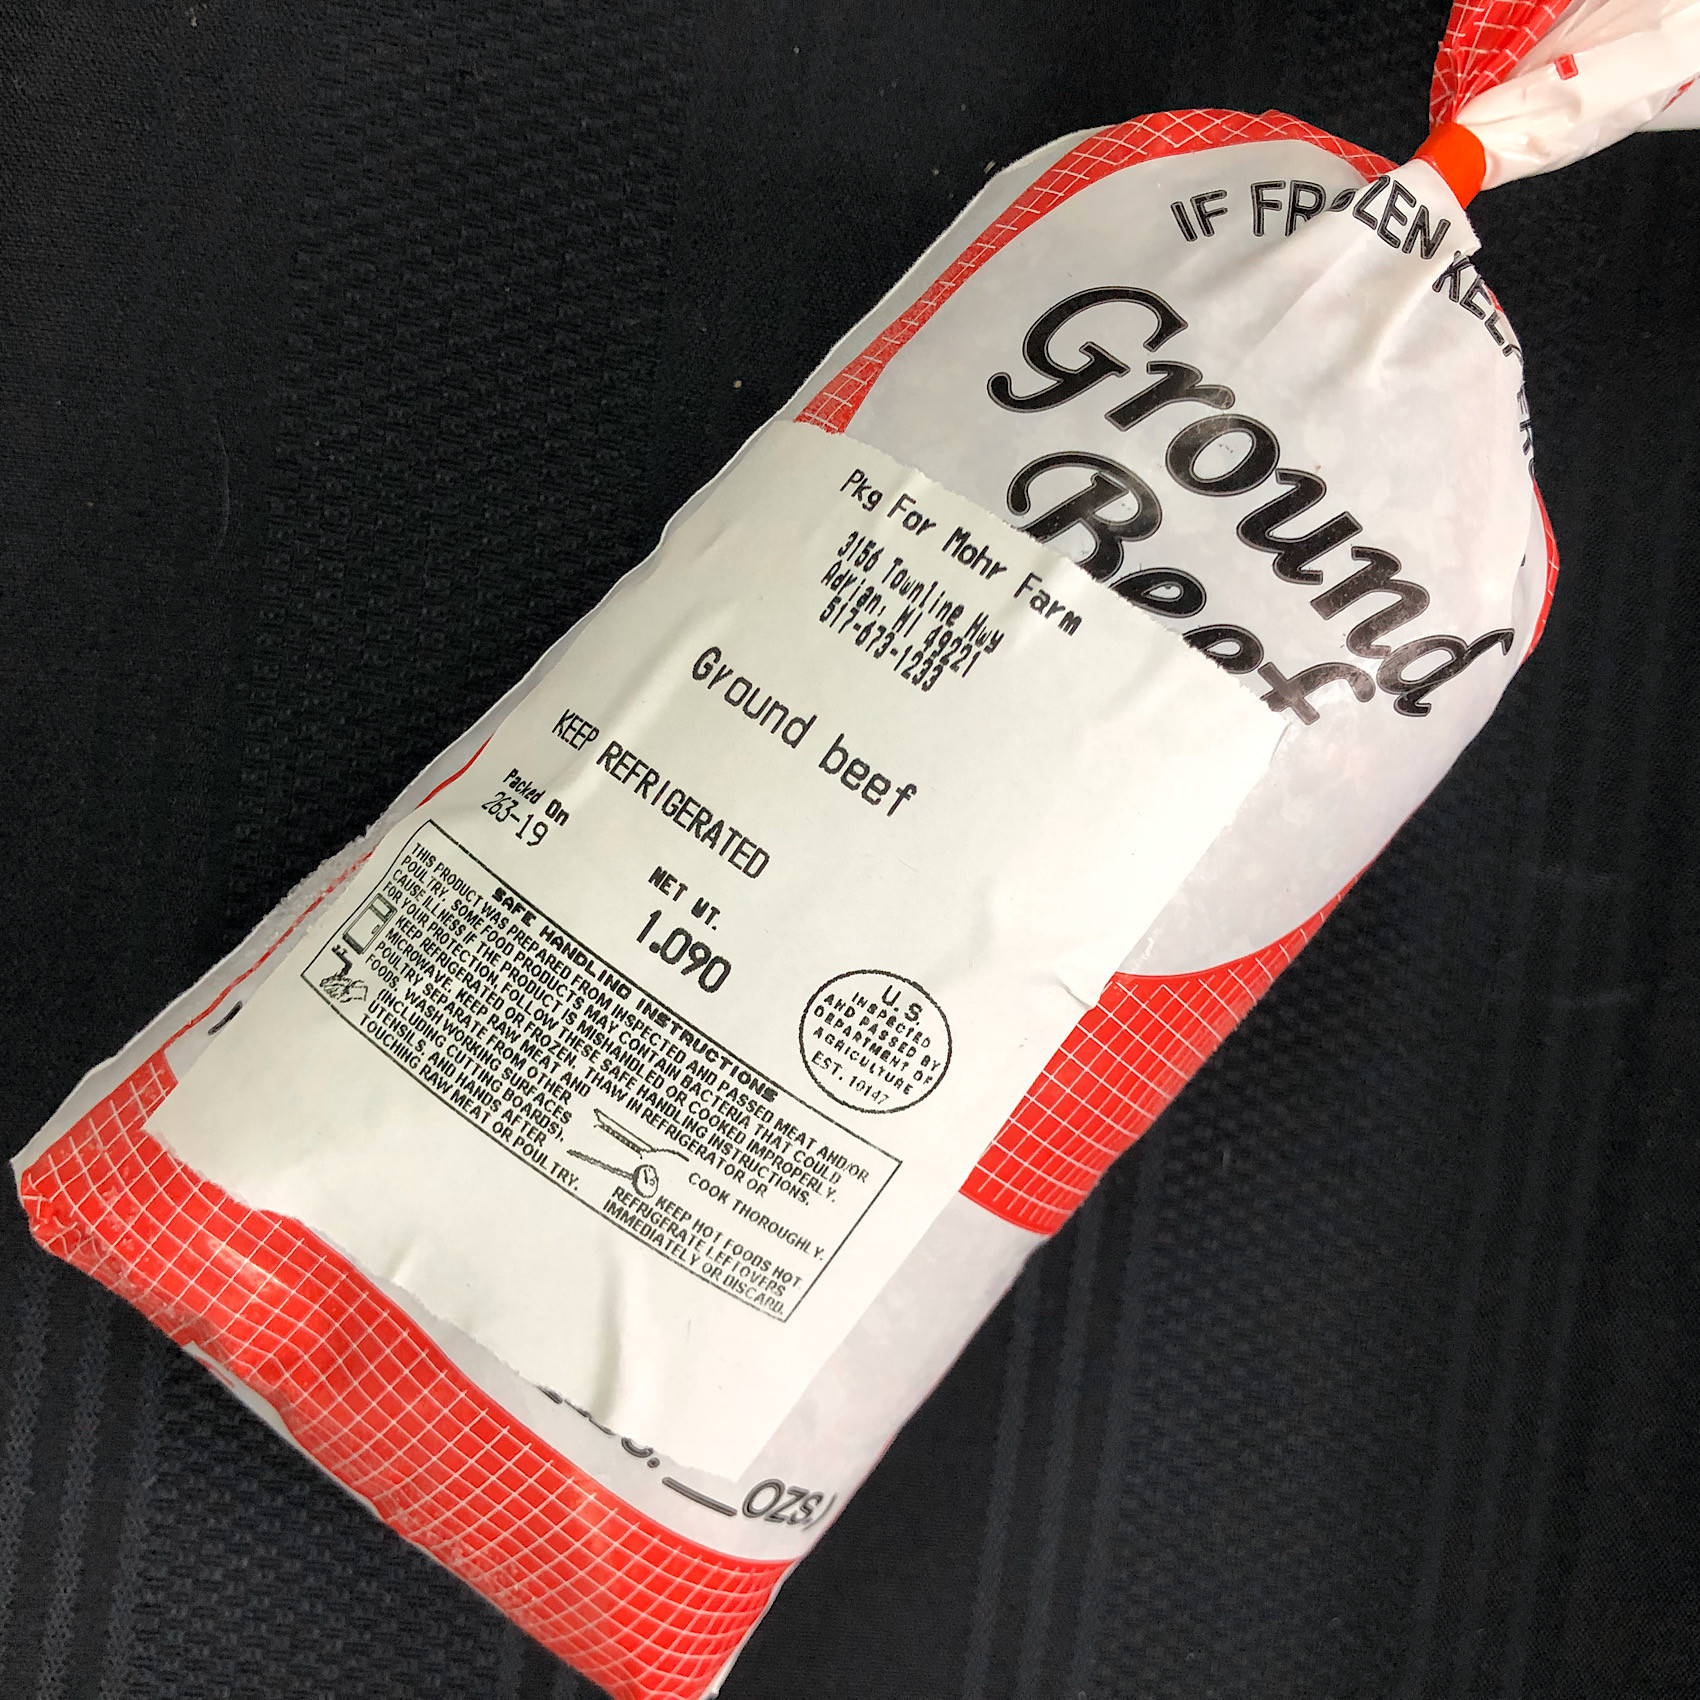 IF FROZEN KEEP
Ground
Beef
Pkg For Mohr Farm
3156 Townline Hwy
Adrian, MI 49221
517-673-1233
Ground beef
KEEP REFRIGERATED
Packed On
263-19
NET WT.
1.090
U.S.
INSPECTED
AND PASSED BY
DEPARTMENT OF
AGRICULTURE
EST. 10147
SAFE HANDLING INSTRUCTIONS
THIS PRODUCT WAS PREPARED FROM INSPECTED AND PASSED MEAT AND/OR
POULTRY. SOME FOOD PRODUCTS MAY CONTAIN BACTERIA THAT COULD
CAUSE ILLNESS IF THE PRODUCT IS MISHANDLED OR COOKED IMPROPERLY.
FOR YOUR PROTECTION, FOLLOW THESE SAFE HANDLING INSTRUCTIONS.
KEEP REFRIGERATED OR FROZEN. THAW IN REFRIGERATOR OR
MICROWAVE. KEEP RAW MEAT AND
POULTRY SEPARATE FROM OTHER
FOODS. WASH WORKING SURFACES
(INCLUDING CUTTING BOARDS),
UTENSILS, AND HANDS AFTER
TOUCHING RAW MEAT OR POULTRY.
COOK THOROUGHLY.
KEEP HOT FOODS HOT.
REFRIGERATE LEFTOVERS
IMMEDIATELY OR DISCARD.
OZS.